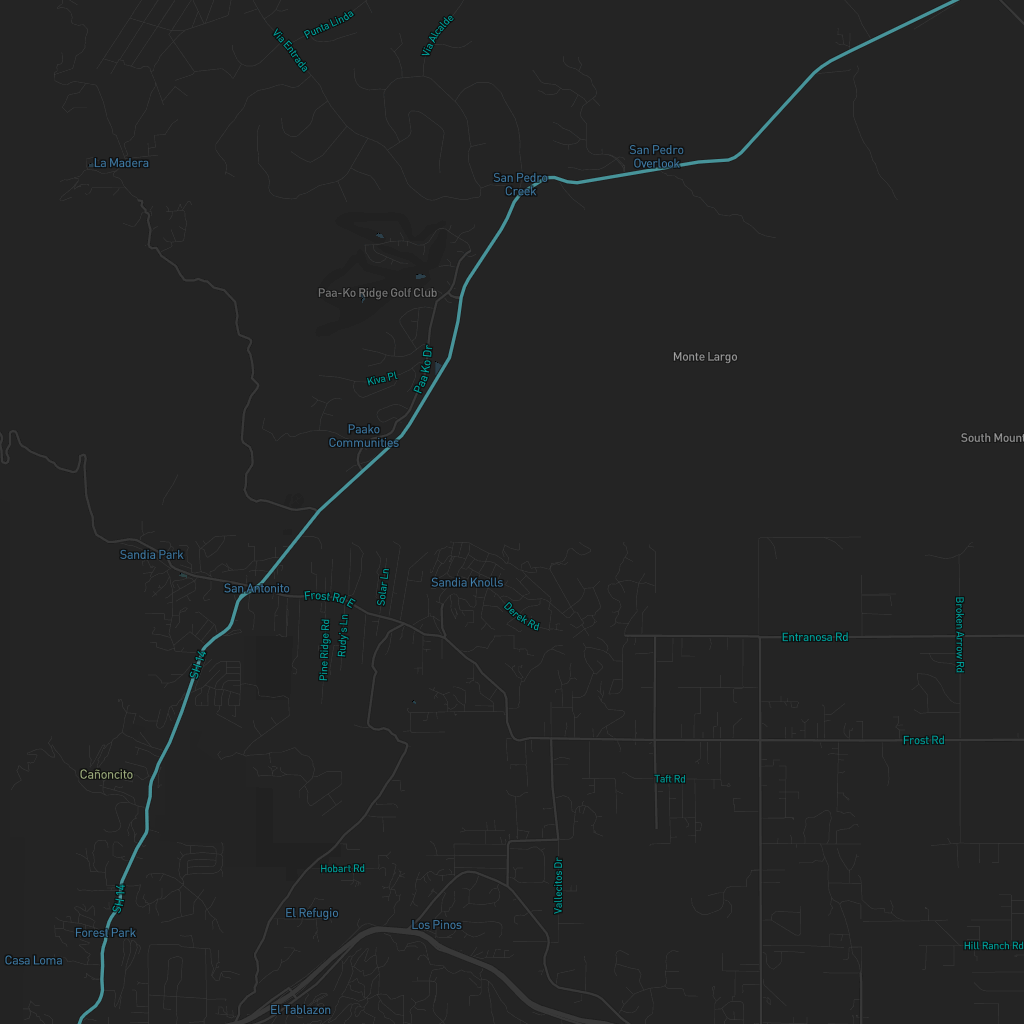 Punta Linda
Via Entrada
Via Alcalde
San Pedro
Overlook
La Madera
San Pedro
Creek
Paa-Ko Ridge Golf Club
Monte Largo
Paa Ko Dr
Kiva Pl
Paako
Communities
South Mount
Sandia Park
San Antonito
Sandia Knolls
Solar Ln
Frost Rd E
Derek Rd
Pine Ridge Rd
Rudy's Ln
Entranosa Rd
Broken Arrow Rd
SH 14
Frost Rd
Cañoncito
Taft Rd
Hobart Rd
Vallecitos Dr
SH 14
El Refugio
Los Pinos
Forest Park
Hill Ranch Rd
Casa Loma
El Tablazon